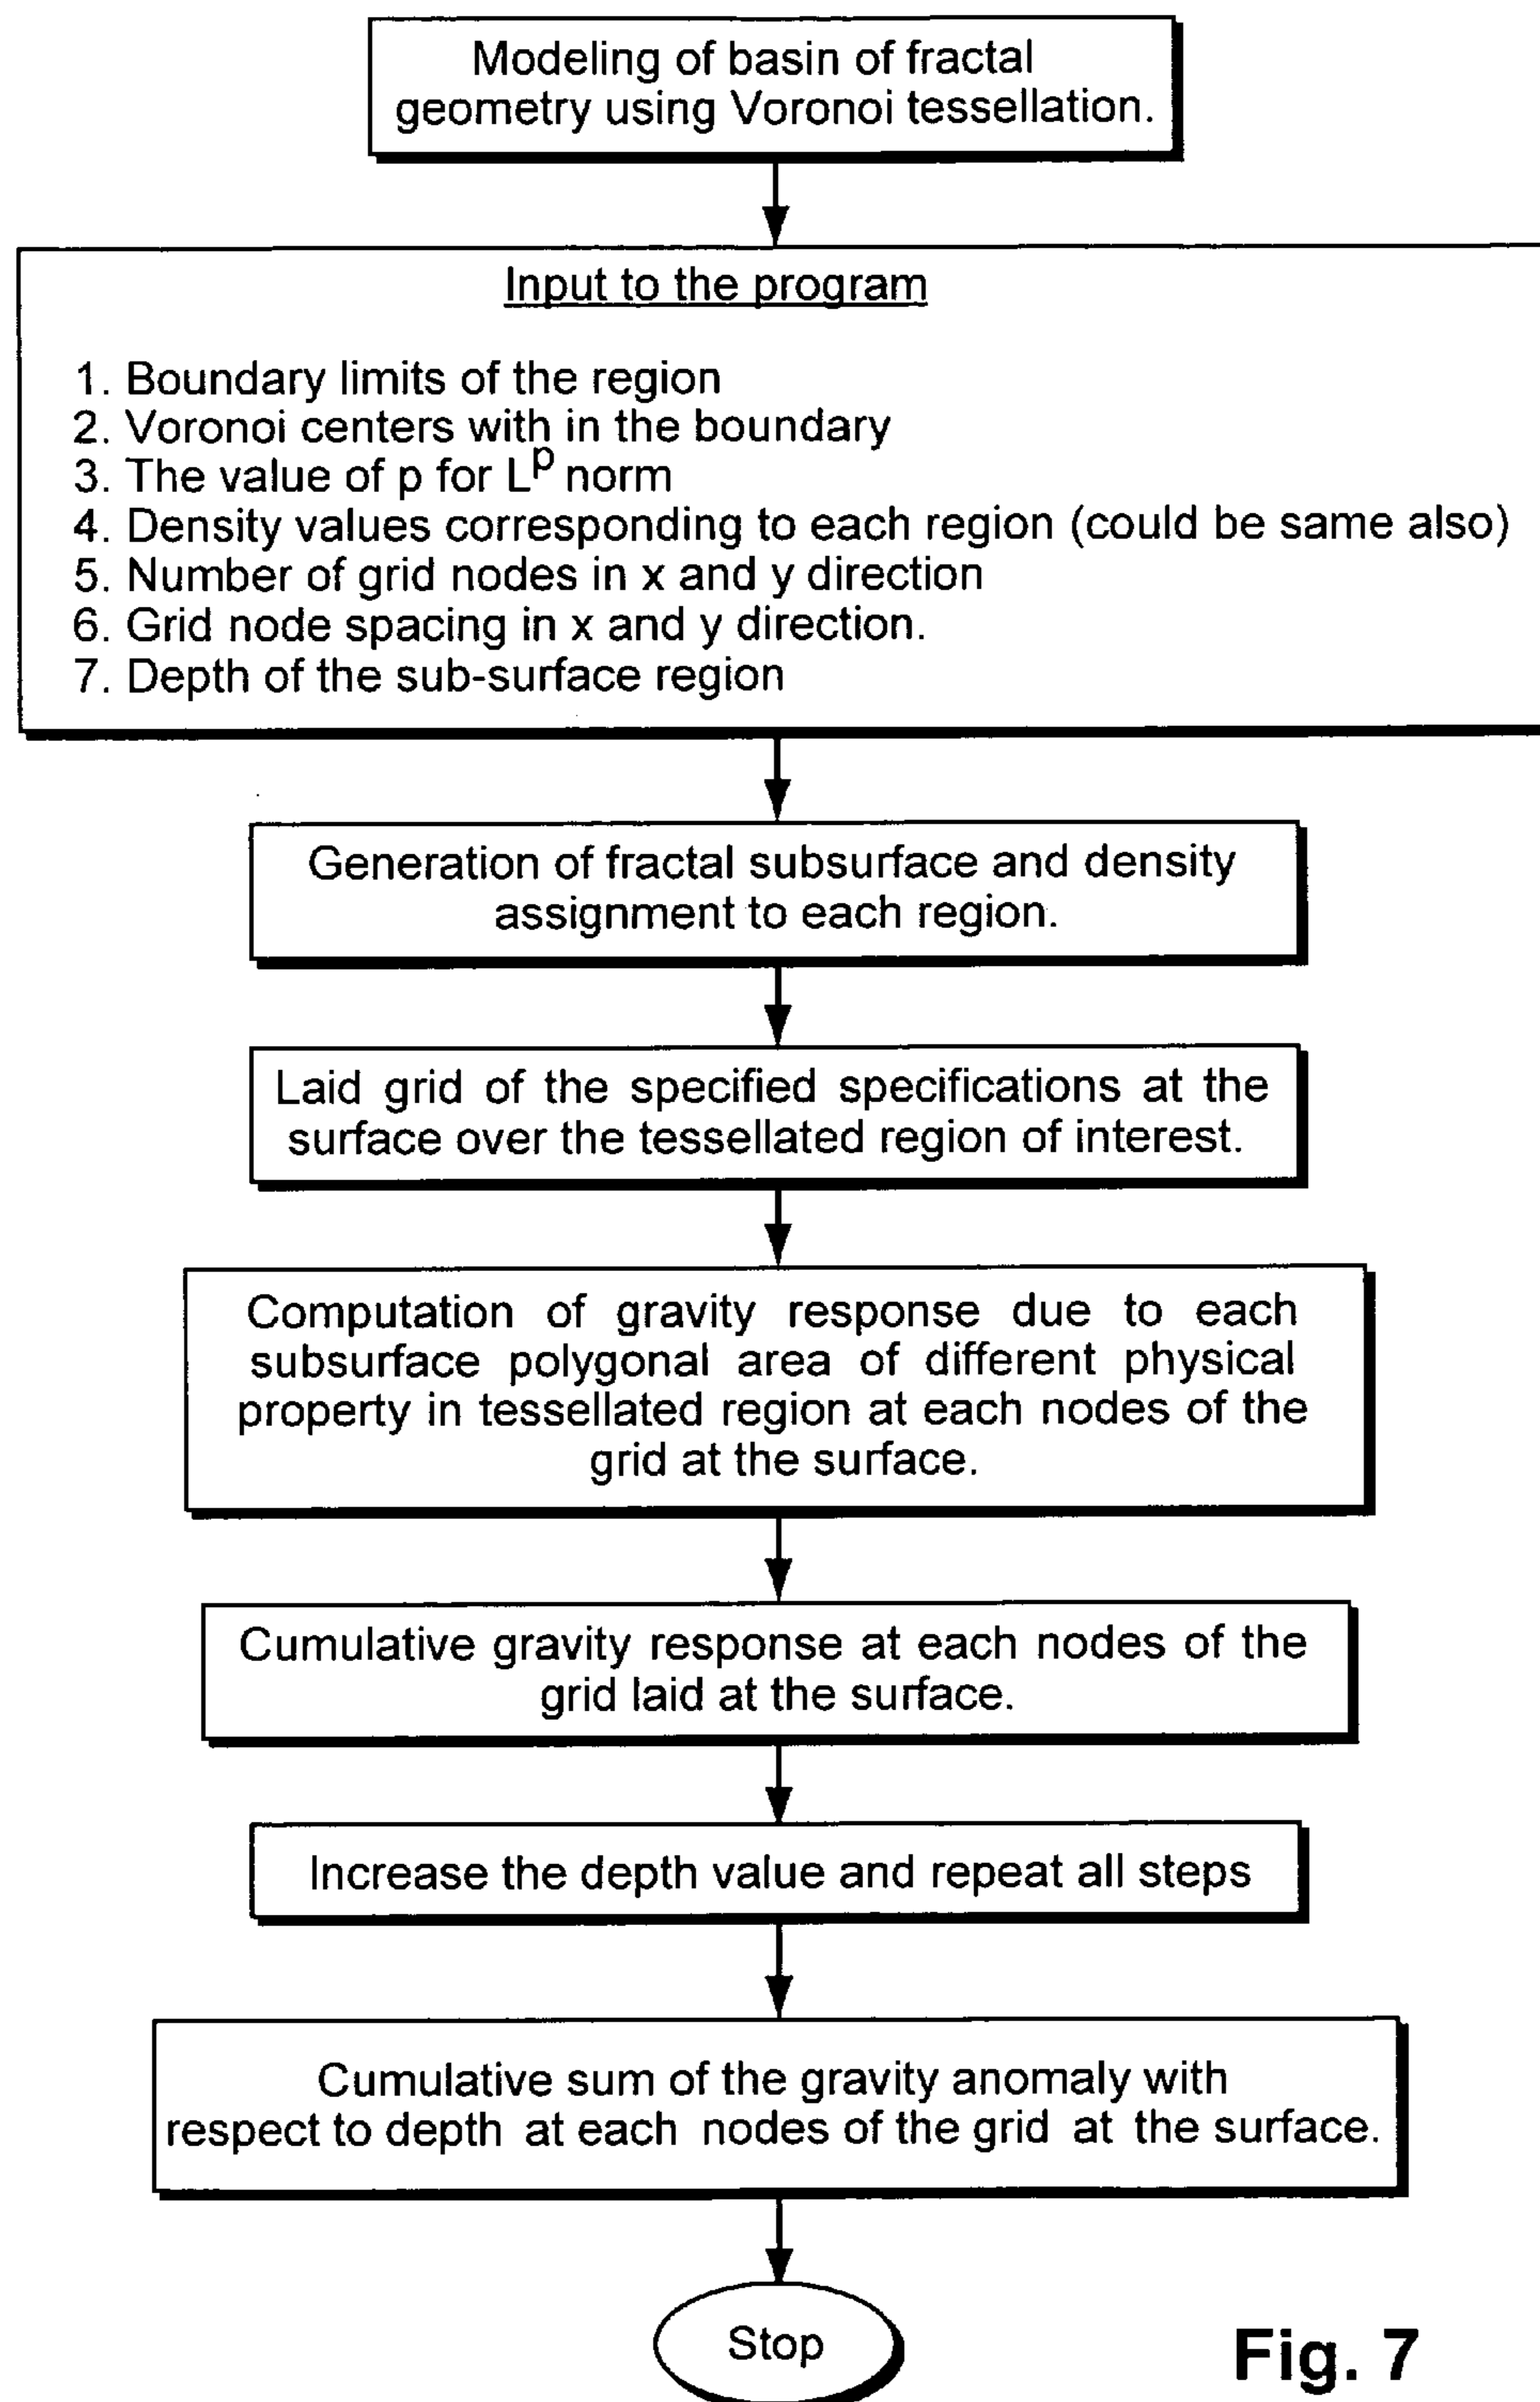 Modeling of basin of fractal
geometry using Voronoi tessellation.
Input to the program
1. Boundary limits of the region
2. Voronoi centers with in the boundary
3. The value of p for L^p norm
4. Density values corresponding to each region (could be same also)
5. Number of grid nodes in x and y direction
6. Grid node spacing in x and y direction.
7. Depth of the sub-surface region
Generation of fractal subsurface and density
assignment to each region.
Laid grid of the specified specifications at the
surface over the tessellated region of interest.
Computation of gravity response due to each
subsurface polygonal area of different physical
property in tessellated region at each nodes of the
grid at the surface.
Cumulative gravity response at each nodes of the
grid laid at the surface.
Increase the depth value and repeat all steps
Cumulative sum of the gravity anomaly with
respect to depth at each nodes of the grid at the surface.
Stop
Fig. 7